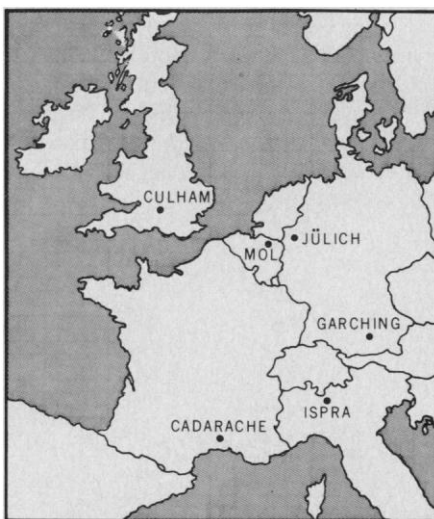 CULHAM
JÜLICH
MOL
GARCHING
ISPRA
CADARACHE